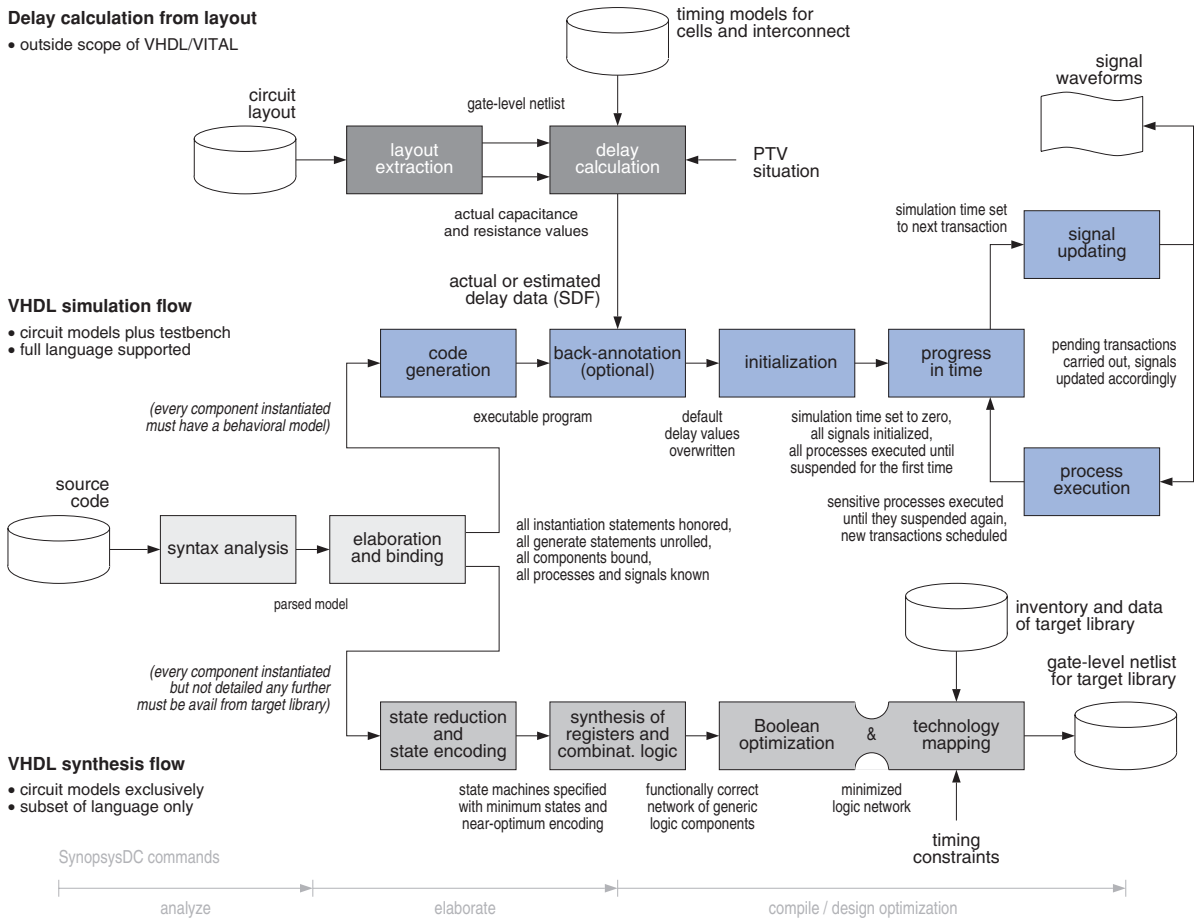 Delay calculation from layout
• outside scope of VHDL/VITAL
timing models for
cells and interconnect
signal
waveforms
circuit
layout
gate-level netlist
layout
extraction
delay
calculation
PTV
situation
actual capacitance
and resistance values
simulation time set
to next transaction
signal
updating
actual or estimated
delay data (SDF)
VHDL simulation flow
• circuit models plus testbench
• full language supported
code
generation
back-annotation
(optional)
initialization
progress
in time
pending transactions
carried out, signals
updated accordingly
(every component instantiated
must have a behavioral model)
executable program
default
delay values
overwritten
simulation time set to zero,
all signals initialized,
all processes executed until
suspended for the first time
process
execution
sensitive processes executed
until they suspended again,
new transactions scheduled
source
code
syntax analysis
elaboration
and binding
all instantiation statements honored,
all generate statements unrolled,
all components bound,
all processes and signals known
parsed model
inventory and data
of target library
gate-level netlist
for target library
(every component instantiated
but not detailed any further
must be avail from target library)
state reduction
and
state encoding
synthesis of
registers and
combinat. logic
Boolean
optimization
&
technology
mapping
VHDL synthesis flow
• circuit models exclusively
• subset of language only
state machines specified
with minimum states and
near-optimum encoding
functionally correct
network of generic
logic components
minimized
logic network
timing
constraints
SynopsysDC commands
analyze
elaborate
compile / design optimization